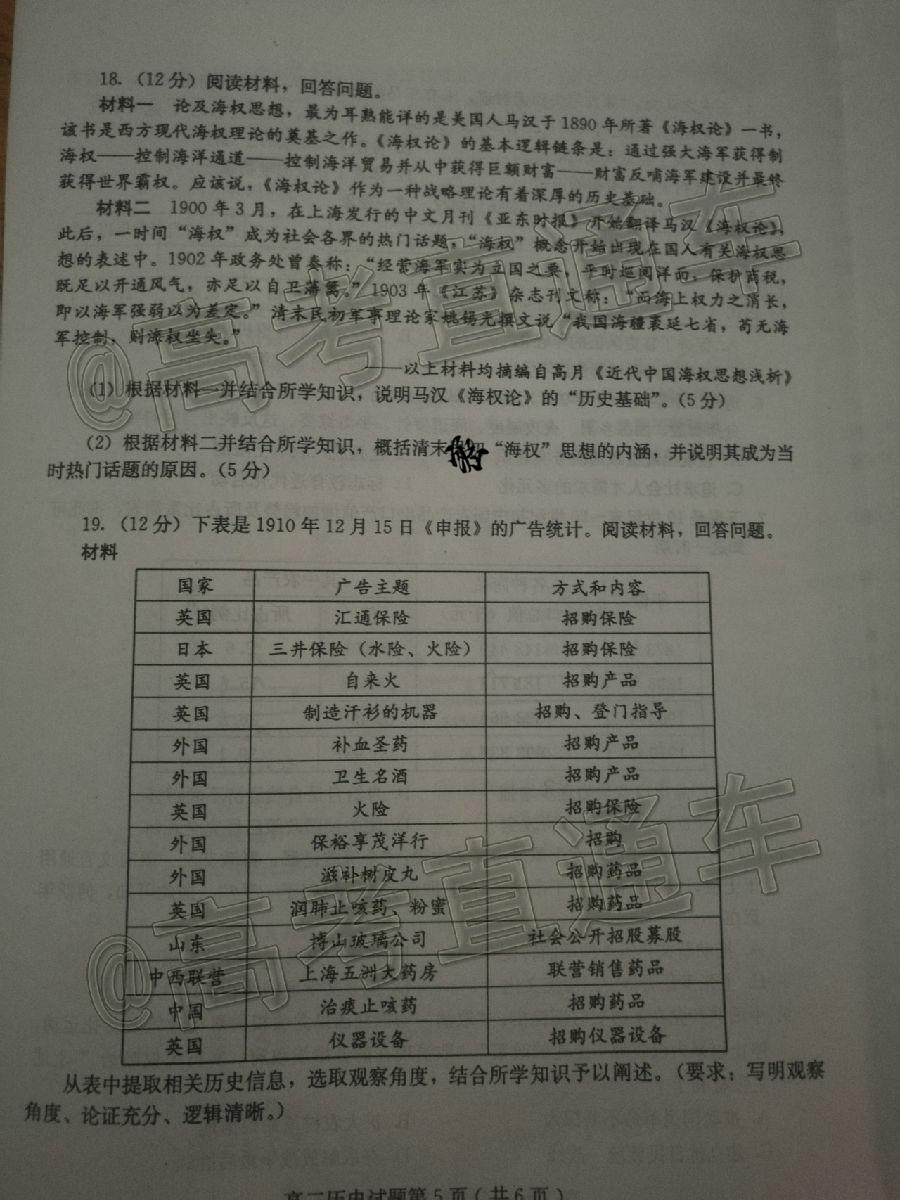 18. （12分）阅读材料，回答问题。
材料一 论及海权思想，最为耳熟能详的是美国人马汉于1890年所著《海权论》一书，
该书是西方现代海权理论的奠基之作。《海权论》的基本逻辑链条是：通过强大海军获得制
海权——控制海洋通道——控制海洋贸易并从中获得巨额财富——财富反哺海军建设并最终
获得世界霸权。应该说，《海权论》作为一种战略理论有着深厚的历史基础。
材料二 1900年3月，在上海发行的中文月刊《亚东时报》开始翻译马汉《海权论》，
此后，一时间“海权”成为社会各界的热门话题，“海权”概念开始出现在国人有关海权思
想的表述中。1902年政务处曾奏称：“经营海军实为立国之要，平时巡阅洋面，保护商税，
既足以开通风气，亦足以自卫藩篱。”1903年《江苏》杂志刊文称：“而海上权力之消长，
即以海军强弱以为差定。”清末民初军事理论家姚锡光撰文说“我国海疆袤延七省，苟无海
军控制，则海权坐失。”
——以上材料均摘编自高月《近代中国海权思想浅析》
（1）根据材料一并结合所学知识，说明马汉《海权论》的“历史基础”。（5分）
（2）根据材料二并结合所学知识，概括清末 初“海权”思想的内涵，并说明其成为当
时热门话题的原因。（5分）
19. （12分）下表是1910年12月15日《申报》的广告统计。阅读材料，回答问题。
材料
国家 广告主题 方式和内容
英国 汇通保险 招购保险
日本 三井保险（水险、火险） 招购保险
英国 自来火 招购产品
英国 制造汗衫的机器 招购、登门指导
外国 补血圣药 招购产品
外国 卫生名酒 招购产品
英国 火险 招购保险
外国 保裕享茂洋行 招购
外国 滋补树皮丸 招购药品
英国 润肺止咳药、粉蜜 招购药品
山东 博山玻璃公司 社会公开招股募股
中西联营 上海五洲大药房 联营销售药品
中国 治痰止咳药 招购药品
英国 仪器设备 招购仪器设备
从表中提取相关历史信息，选取观察角度，结合所学知识予以阐述。（要求：写明观察
角度、论证充分、逻辑清晰。）
高二历史试题第5页（共6页）
@高考直通车
@高考直通车